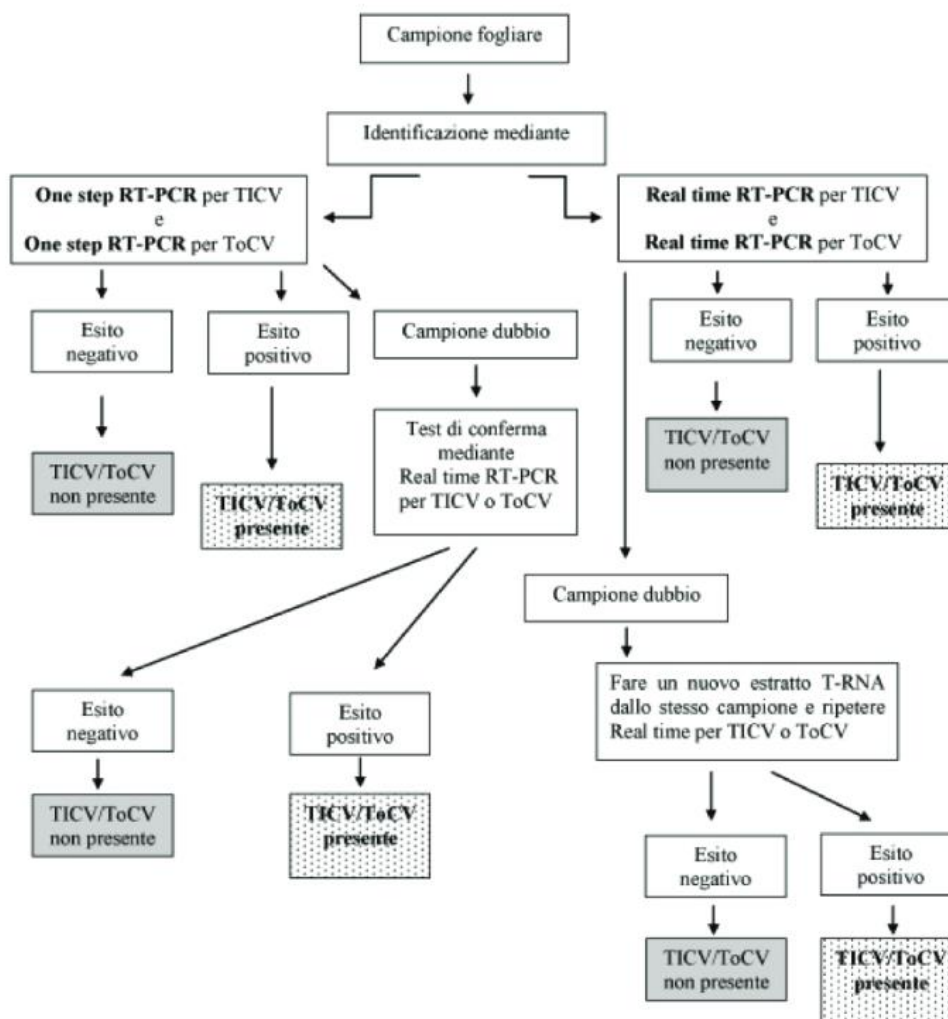 Campione fogliare
Identificazione mediante
One step RT-PCR per TICV
e
One step RT-PCR per ToCV
Real time RT-PCR per TICV
e
Real time RT-PCR per ToCV
Esito
negativo
Esito
positivo
Campione dubbio
Esito
negativo
Esito
positivo
TICV/ToCV
non presente
TICV/ToCV
presente
Test di conferma
mediante
Real time RT-PCR
per TICV o ToCV
TICV/ToCV
non presente
TICV/ToCV
presente
Campione dubbio
Fare un nuovo estratto T-RNA
dallo stesso campione e ripetere
Real time per TICV o ToCV
Esito
negativo
Esito
positivo
TICV/ToCV
non presente
TICV/ToCV
presente
Esito
negativo
Esito
positivo
TICV/ToCV
non presente
TICV/ToCV
presente